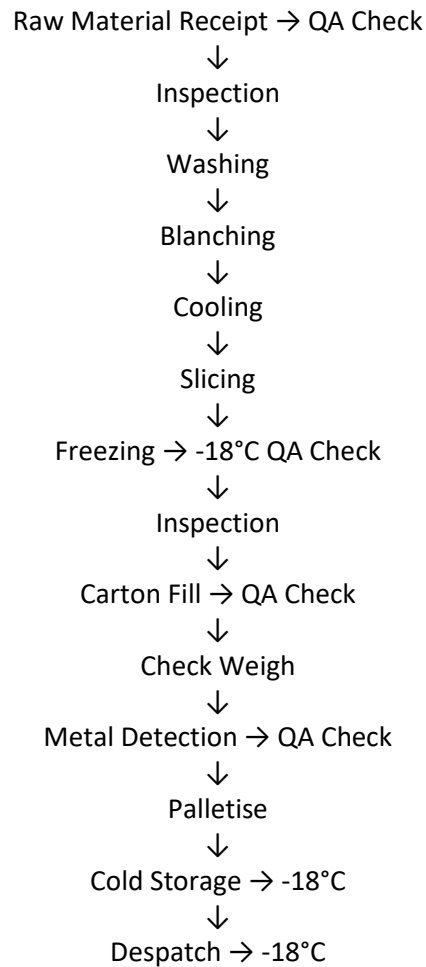 Raw Material Receipt → QA Check
↓
Inspection
↓
Washing
↓
Blanching
↓
Cooling
↓
Slicing
↓
Freezing → -18°C QA Check
↓
Inspection
↓
Carton Fill → QA Check
↓
Check Weigh
↓
Metal Detection → QA Check
↓
Palletise
↓
Cold Storage → -18°C
↓
Despatch → -18°C